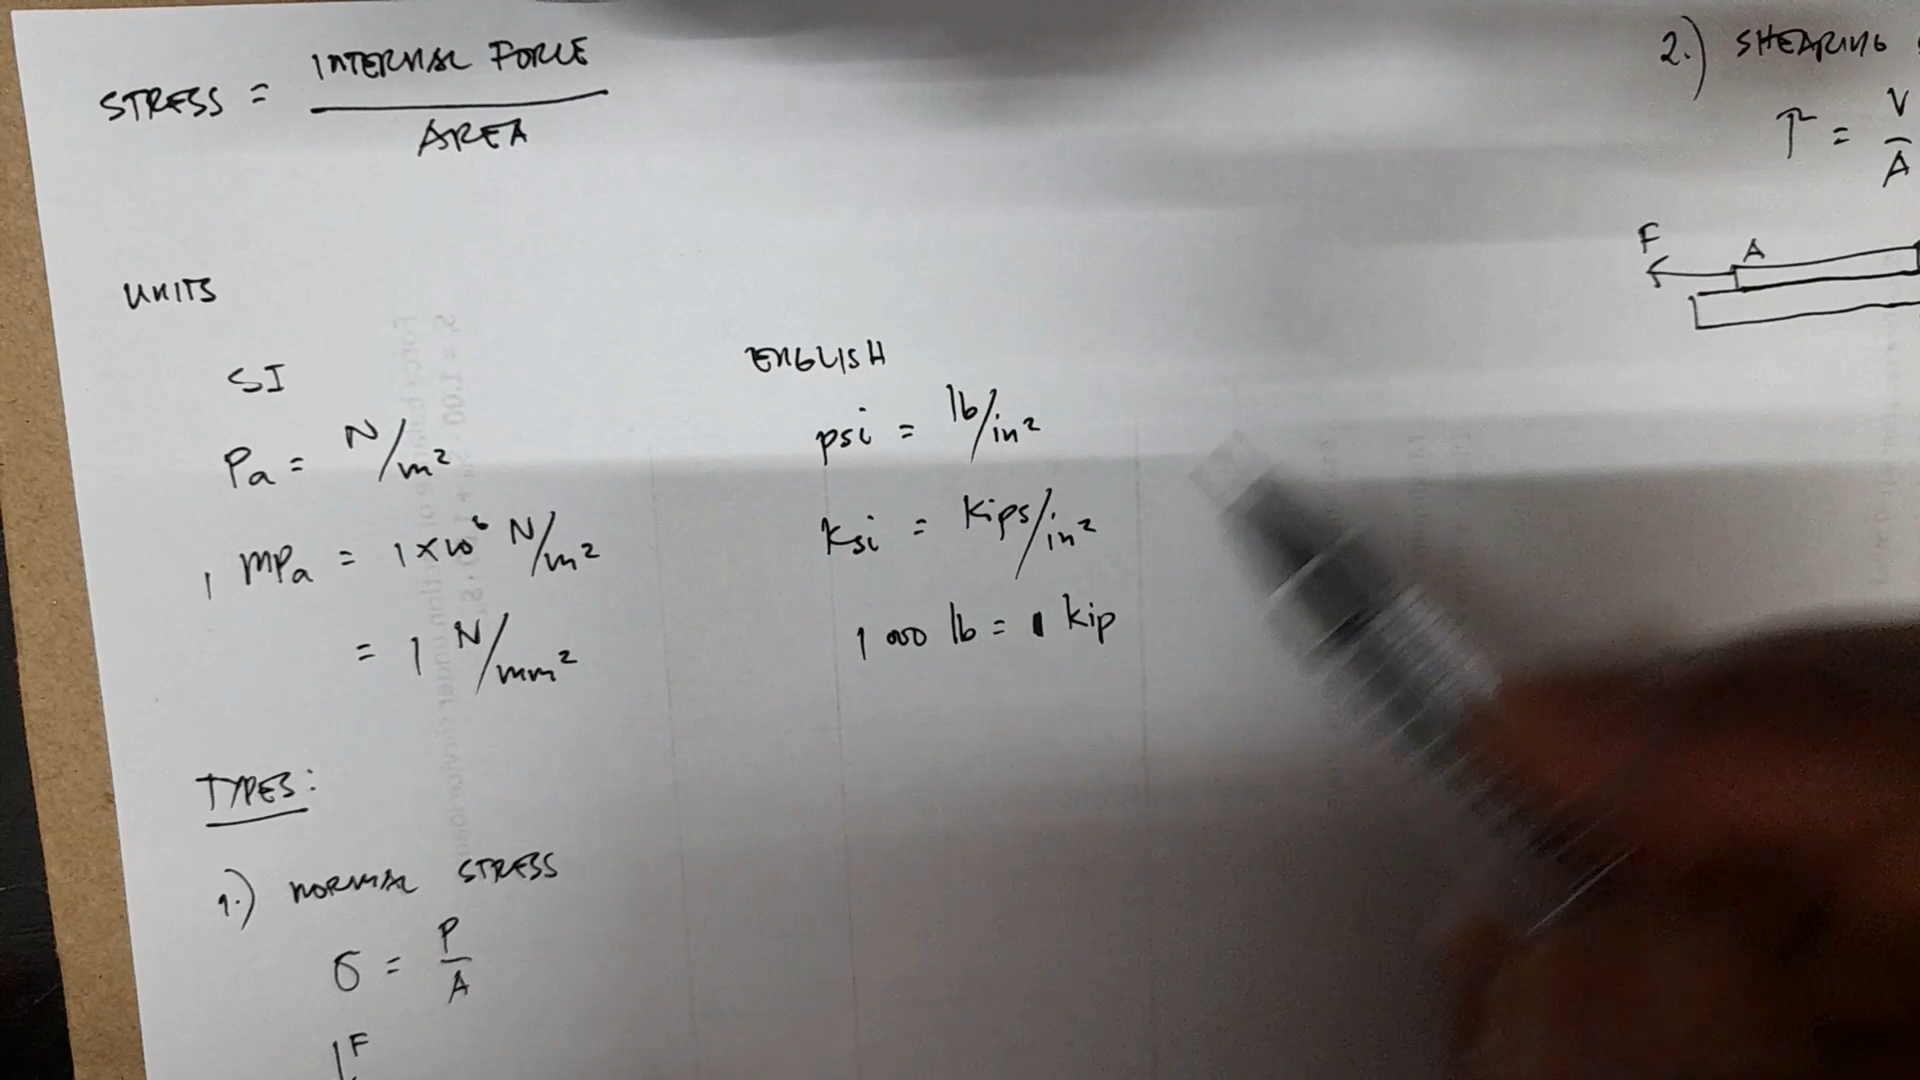 STRESS = INTERNAL FORCE / AREA
UNITS
SI
Pa = N/m²
1 MPa = 1×10⁶ N/m²
= 1 N/mm²
ENGLISH
psi = lb/in²
ksi = kips/in²
1 000 lb = 1 kip
TYPES:
1.) NORMAL STRESS
σ = P/A
F
2.) SHEARING
τ = V/A
F
A